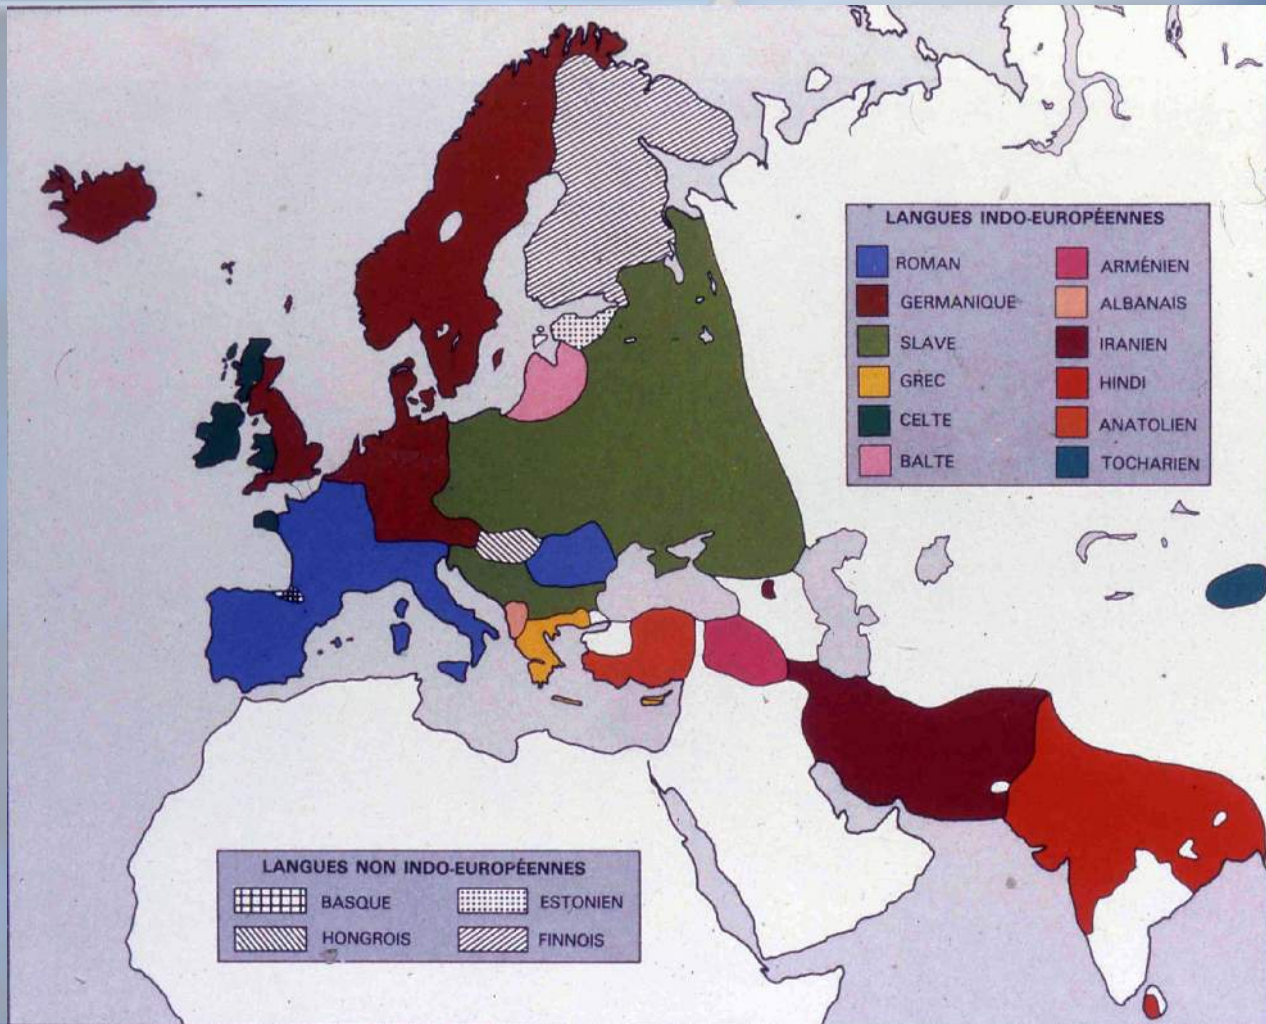 LANGUES INDO-EUROPÉENNES
ROMAN
GERMANIQUE
SLAVE
GREC
CELTE
BALTE
ARMÉNIEN
ALBANAIS
IRANIEN
HINDI
ANATOLIEN
TOCHARIEN
LANGUES NON INDO-EUROPÉENNES
BASQUE
HONGROIS
ESTONIEN
FINNOIS